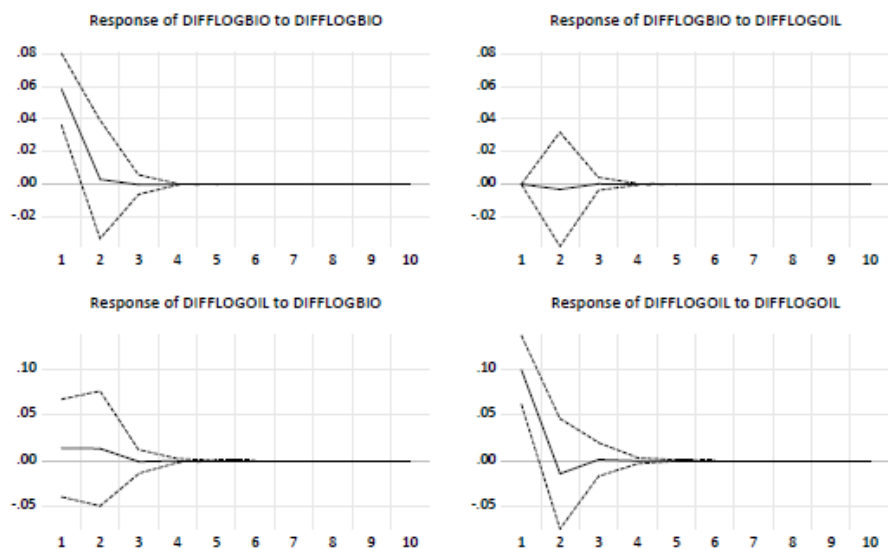 Response of DIFFLOGBIO to DIFFLOGBIO
.08
.06
.04
.02
.00
-.02
1 2 3 4 5 6 7 8 9 10
Response of DIFFLOGBIO to DIFFLOGOIL
.08
.06
.04
.02
.00
-.02
1 2 3 4 5 6 7 8 9 10
Response of DIFFLOGOIL to DIFFLOGBIO
.10
.05
.00
-.05
1 2 3 4 5 6 7 8 9 10
Response of DIFFLOGOIL to DIFFLOGOIL
.10
.05
.00
-.05
1 2 3 4 5 6 7 8 9 10